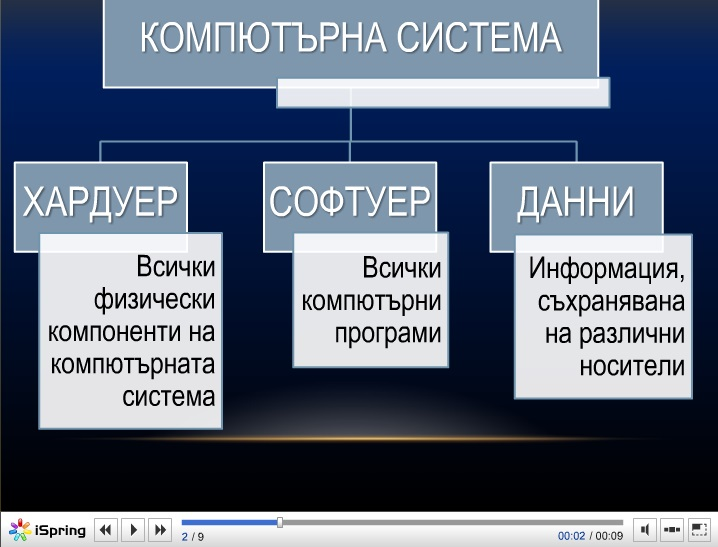 КОМПЮТЪРНА СИСТЕМА
ХАРДУЕР
Всички
физически
компоненти на
компютърната
система
СОФТУЕР
Всички
компютърни
програми
ДАННИ
Информация,
съхранявана
на различни
носители
iSpring
2 / 9
00:02 / 00:09